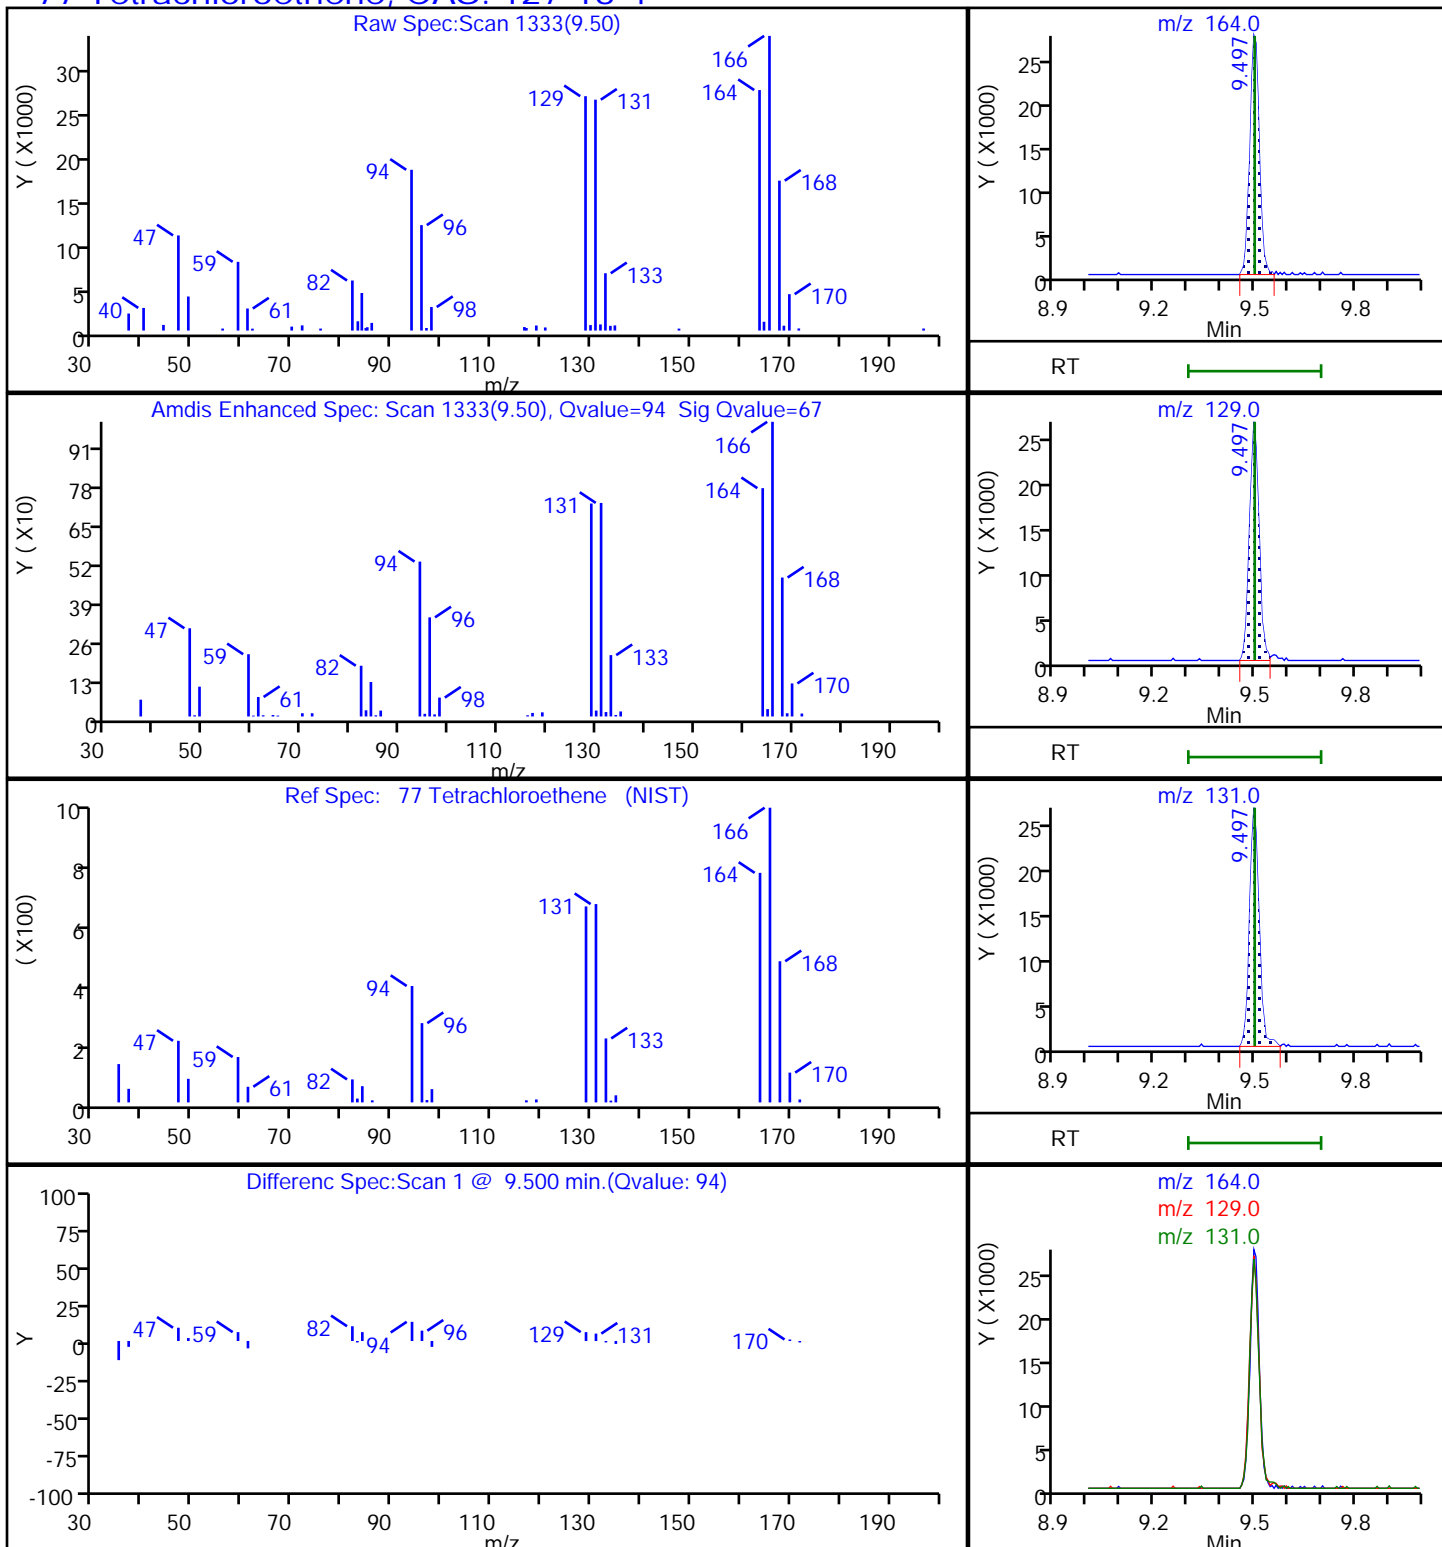 77 Tetrachloroethene, CAS: 127-18-4
Raw Spec:Scan 1333(9.50)
Y ( X1000)
30
25
20
15
10
5
0
40
47
59
61
82
94
96
98
129
131
133
164
166
168
170
30 50 70 90 110 130 150 170 190
m/z
m/z 164.0
Y ( X1000)
25
20
15
10
5
0
9.497
8.9 9.2 9.5 9.8
Min
RT
Amdis Enhanced Spec: Scan 1333(9.50), Qvalue=94 Sig Qvalue=67
Y ( X10)
91
78
65
52
39
26
13
0
47
59
61
82
94
96
98
131
133
164
166
168
170
30 50 70 90 110 130 150 170 190
m/z
m/z 129.0
Y ( X1000)
25
20
15
10
5
0
9.497
8.9 9.2 9.5 9.8
Min
RT
Ref Spec: 77 Tetrachloroethene (NIST)
( X100)
10
8
6
4
2
0
47
59
61
82
94
96
131
133
164
166
168
170
30 50 70 90 110 130 150 170 190
m/z 131.0
Y ( X1000)
25
20
15
10
5
0
9.497
8.9 9.2 9.5 9.8
Min
RT
Differenc Spec:Scan 1 @ 9.500 min.(Qvalue: 94)
Y
100
75
50
25
0
-25
-50
-75
-100
47
59
82
94
96
129
131
170
30 50 70 90 110 130 150 170 190
m/z
m/z 164.0
m/z 129.0
m/z 131.0
Y ( X1000)
25
20
15
10
5
0
8.9 9.2 9.5 9.8
Min